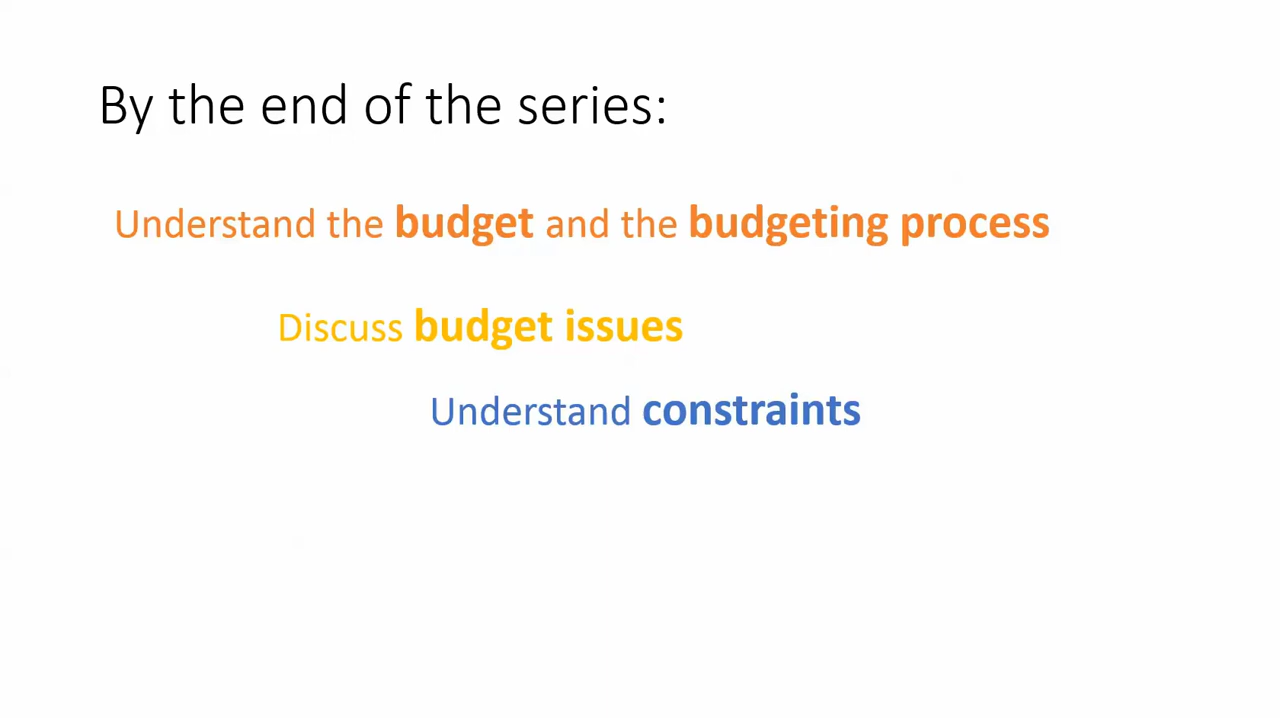 By the end of the series:
Understand the budget and the budgeting process
Discuss budget issues
Understand constraints